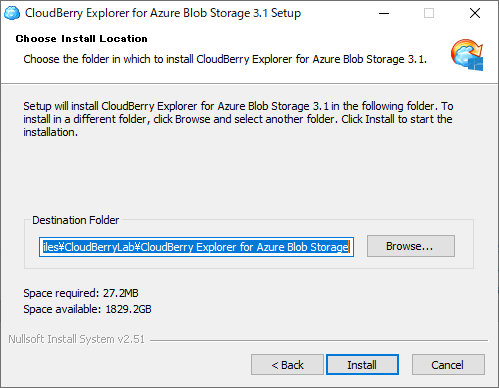 CloudBerry Explorer for Azure Blob Storage 3.1 Setup
Choose Install Location
Choose the folder in which to install CloudBerry Explorer for Azure Blob Storage 3.1.
Setup will install CloudBerry Explorer for Azure Blob Storage 3.1 in the following folder. To
install in a different folder, click Browse and select another folder. Click Install to start the
installation.
Destination Folder
iles¥CloudBerryLab¥CloudBerry Explorer for Azure Blob Storage
Browse...
Space required: 27.2MB
Space available: 1829.2GB
Nullsoft Install System v2.51
< Back
Install
Cancel